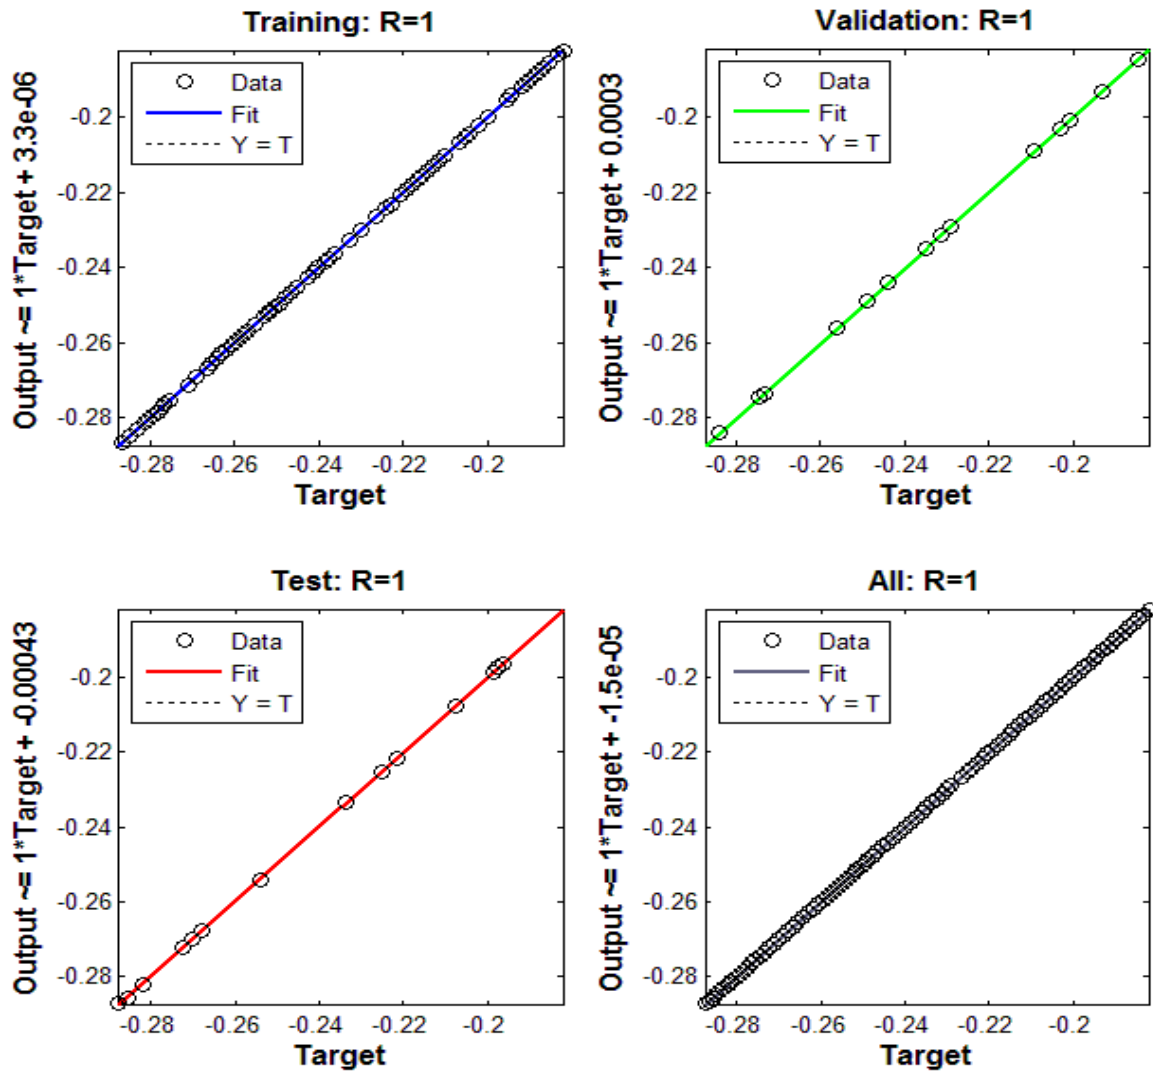 Training: R=1
Output ~= 1*Target + 3.3e-06
Data
Fit
Y = T
-0.2
-0.22
-0.24
-0.26
-0.28
-0.28 -0.26 -0.24 -0.22 -0.2
Target
Validation: R=1
Output ~= 1*Target + 0.0003
Data
Fit
Y = T
-0.2
-0.22
-0.24
-0.26
-0.28
-0.28 -0.26 -0.24 -0.22 -0.2
Target
Test: R=1
Output ~= 1*Target + -0.00043
Data
Fit
Y = T
-0.2
-0.22
-0.24
-0.26
-0.28
-0.28 -0.26 -0.24 -0.22 -0.2
Target
All: R=1
Output ~= 1*Target + -1.5e-05
Data
Fit
Y = T
-0.2
-0.22
-0.24
-0.26
-0.28
-0.28 -0.26 -0.24 -0.22 -0.2
Target